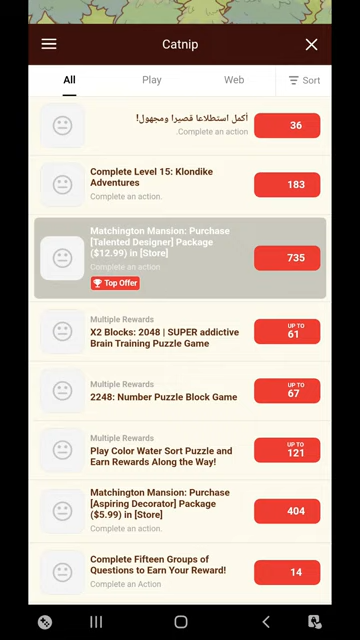 Catnip
All
Play
Web
Sort
أكمل استطلاعا قصيرا ومجهول!
Complete an action.
36
Complete Level 15: Klondike
Adventures
Complete an action.
183
Matchington Mansion: Purchase
[Talented Designer] Package
($12.99) in [Store]
Complete an action.
Top Offer
735
Multiple Rewards
X2 Blocks: 2048 | SUPER addictive
Brain Training Puzzle Game
UP TO
61
Multiple Rewards
2248: Number Puzzle Block Game
UP TO
67
Multiple Rewards
Play Color Water Sort Puzzle and
Earn Rewards Along the Way!
UP TO
121
Matchington Mansion: Purchase
[Aspiring Decorator] Package
($5.99) in [Store]
Complete an action.
404
Complete Fifteen Groups of
Questions to Earn Your Reward!
Complete an Action
14